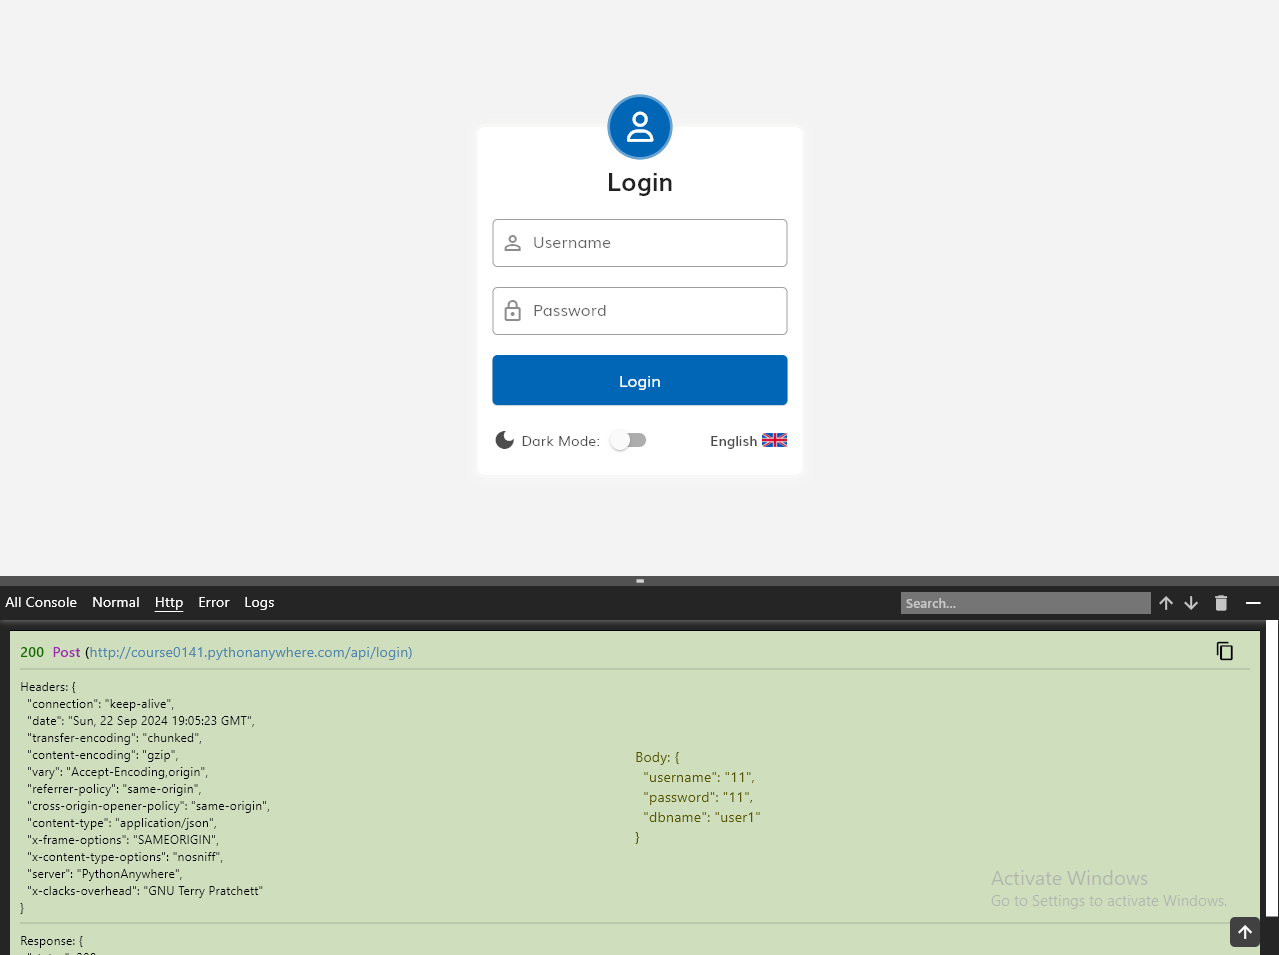 Login
Username
Password
Login
Dark Mode:
English
All Console Normal Http Error Logs
Search...
200 Post (http://course0141.pythonanywhere.com/api/login)
Headers: {
"connection": "keep-alive",
"date": "Sun, 22 Sep 2024 19:05:23 GMT",
"transfer-encoding": "chunked",
"content-encoding": "gzip",
"vary": "Accept-Encoding,origin",
"referrer-policy": "same-origin",
"cross-origin-opener-policy": "same-origin",
"content-type": "application/json",
"x-frame-options": "SAMEORIGIN",
"x-content-type-options": "nosniff",
"server": "PythonAnywhere",
"x-clacks-overhead": "GNU Terry Pratchett"
}
Body: {
"username": "11",
"password": "11",
"dbname": "user1"
}
Activate Windows
Go to Settings to activate Windows.
Response: {